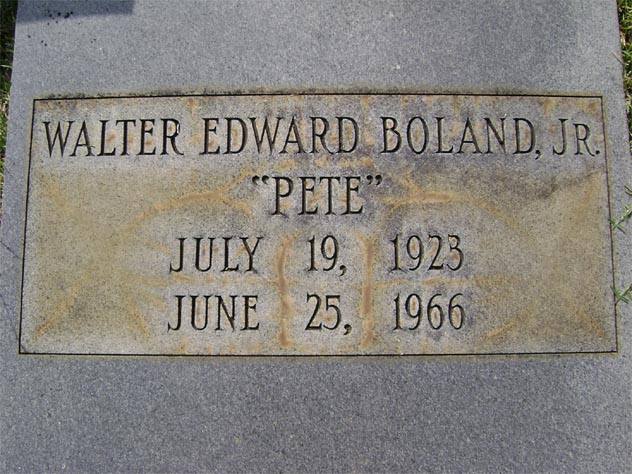 WALTER EDWARD BOLAND, JR.
"PETE"
JULY 19, 1923
JUNE 25, 1966